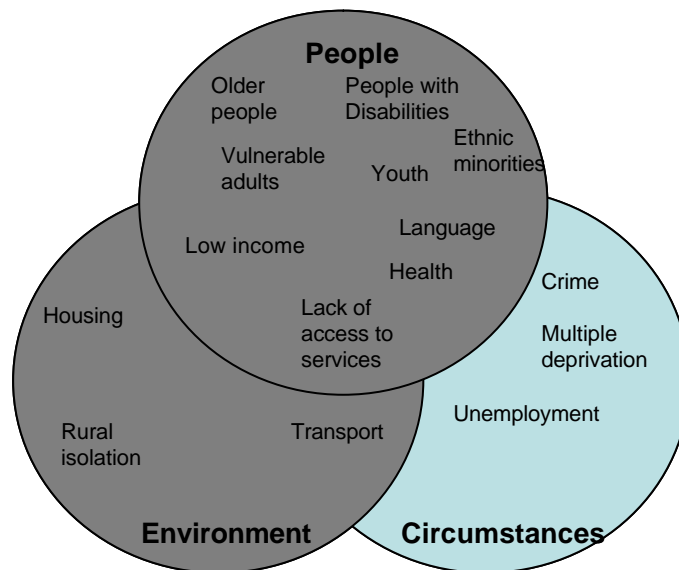 People
Older
people
People with
Disabilities
Ethnic
minorities
Vulnerable
adults
Youth
Language
Low income
Health
Crime
Housing
Lack of
access to
services
Multiple
deprivation
Unemployment
Rural
isolation
Transport
Environment
Circumstances